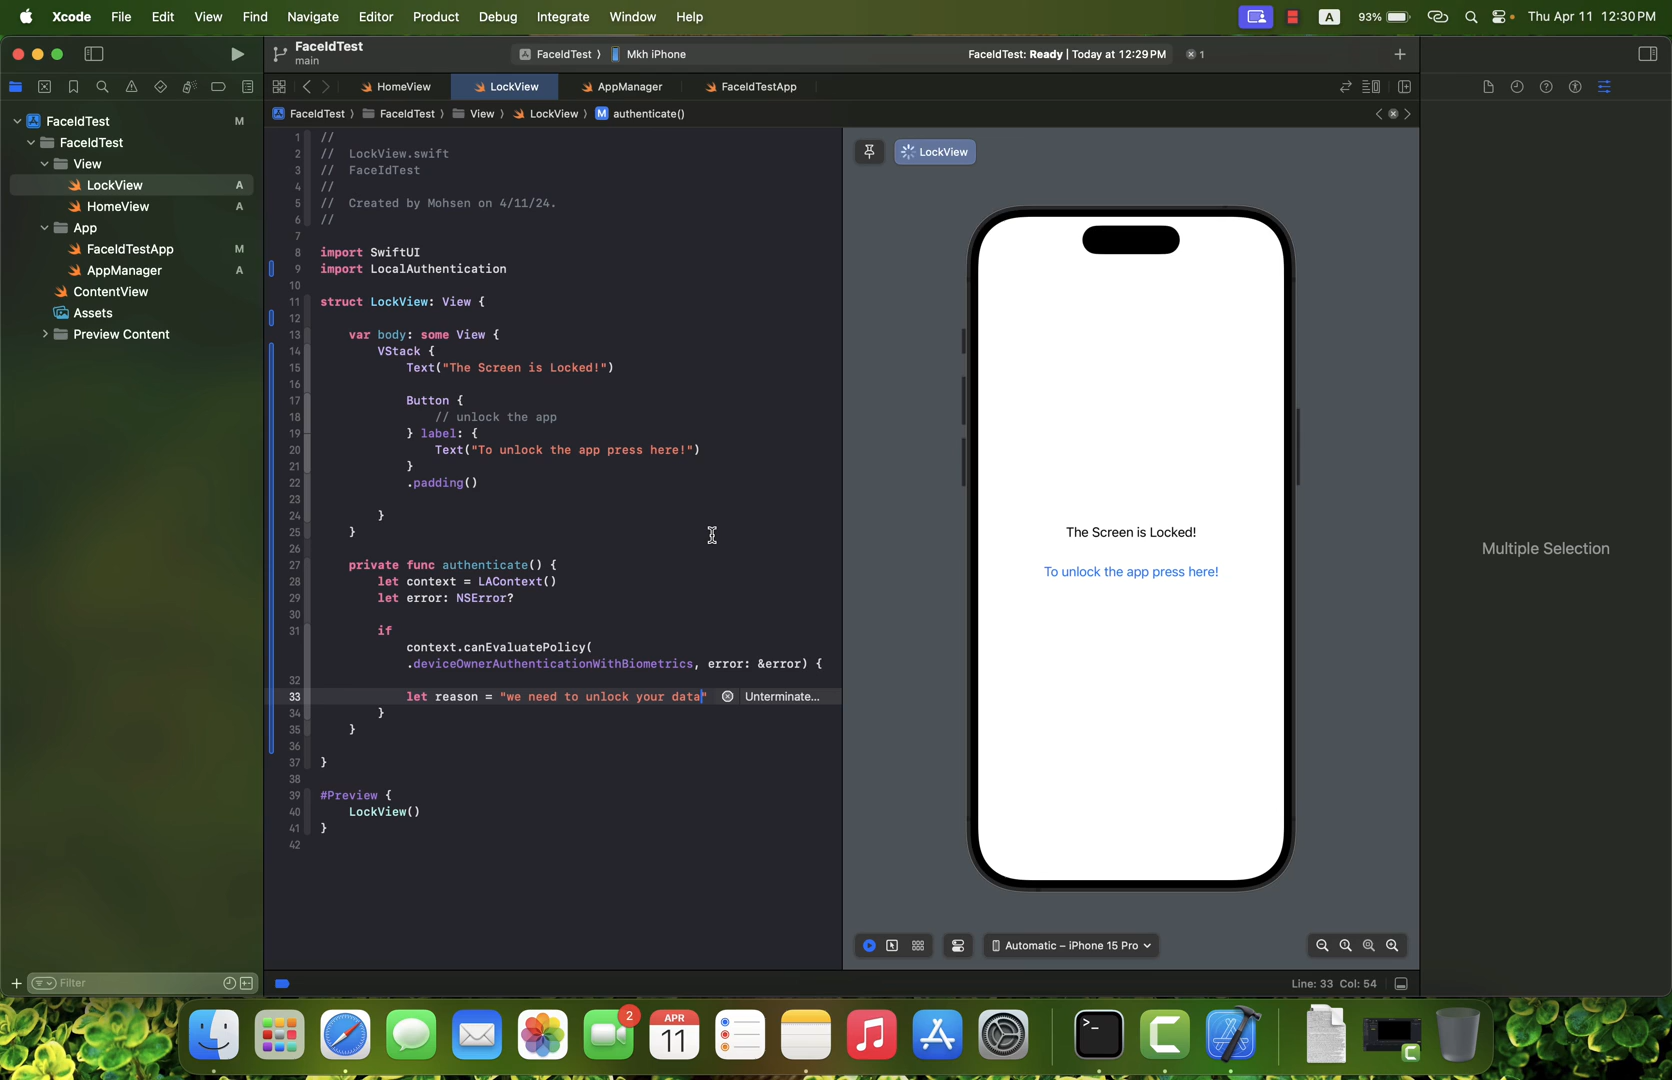 Xcode File Edit View Find Navigate Editor Product Debug Integrate Window Help
A 93% Thu Apr 11 12:30 PM
FaceIdTest
main
FaceIdTest 〉 Mkh iPhone
FaceIdTest: Ready | Today at 12:29 PM
1
HomeView LockView AppManager FaceIdTestApp
FaceIdTest 〉 FaceIdTest 〉 View 〉 LockView 〉 M authenticate()
FaceIdTest M
FaceIdTest
View
LockView A
HomeView A
App
FaceIdTestApp M
AppManager A
ContentView
Assets
Preview Content
Filter
1 //
2 // LockView.swift
3 // FaceIdTest
4 //
5 // Created by Mohsen on 4/11/24.
6 //
7
8 import SwiftUI
9 import LocalAuthentication
10
11 struct LockView: View {
12
13 var body: some View {
14 VStack {
15 Text("The Screen is Locked!")
16
17 Button {
18 // unlock the app
19 } label: {
20 Text("To unlock the app press here!")
21 }
22 .padding()
23
24 }
25 }
26
27 private func authenticate() {
28 let context = LAContext()
29 let error: NSError?
30
31 if
context.canEvaluatePolicy(
.deviceOwnerAuthenticationWithBiometrics, error: &error) {
32
33 let reason = "we need to unlock your data" Unterminate...
34 }
35 }
36
37 }
38
39 #Preview {
40 LockView()
41 }
42
LockView
The Screen is Locked!
To unlock the app press here!
Automatic – iPhone 15 Pro
Multiple Selection
Line: 33 Col: 54
2
APR
11